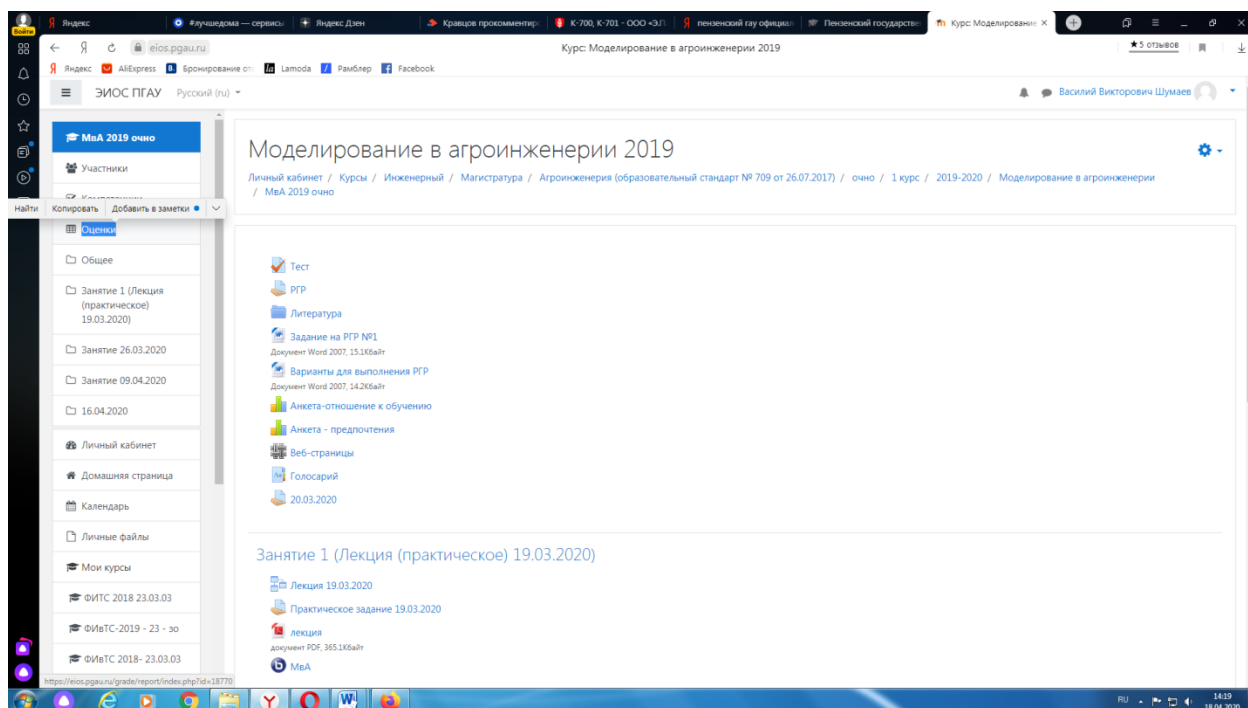 Войти
Яндекс
#лучшедома — сервисы
Яндекс Дзен
Кравцов прокомментиро
К-700, К-701 - ООО «Э.Г
пензенский гау официал
Пензенский государстве
Курс: Моделирование
eios.pgau.ru
Курс: Моделирование в агроинженерии 2019
★5 отзывов
Яндекс
AliExpress
Бронирование от
Lamoda
Рамблер
Facebook
ЭИОС ПГАУ
Русский (ru)
Василий Викторович Шумаев
МвА 2019 очно
Участники
Найти
Копировать
Добавить в заметки
Оценки
Общее
Занятие 1 (Лекция
(практическое)
19.03.2020)
Занятие 26.03.2020
Занятие 09.04.2020
16.04.2020
Личный кабинет
Домашняя страница
Календарь
Личные файлы
Мои курсы
ФИТС 2018 23.03.03
ФИвТС-2019 - 23 - зо
ФИвТС 2018- 23.03.03
https://eios.pgau.ru/grade/report/index.php?id=18770
Моделирование в агроинженерии 2019
Личный кабинет / Курсы / Инженерный / Магистратура / Агроинженерия (образовательный стандарт № 709 от 26.07.2017) / очно / 1 курс / 2019-2020 / Моделирование в агроинженерии
/ МвА 2019 очно
Тест
РГР
Литература
Задание на РГР №1
Документ Word 2007, 15.1Кбайт
Варианты для выполнения РГР
Документ Word 2007, 14.2Кбайт
Анкета-отношение к обучению
Анкета - предпочтения
Веб-страницы
Голосарий
20.03.2020
Занятие 1 (Лекция (практическое) 19.03.2020)
Лекция 19.03.2020
Практическое задание 19.03.2020
лекция
документ PDF, 365.1Кбайт
МвА
RU
14:19
18.04.2020